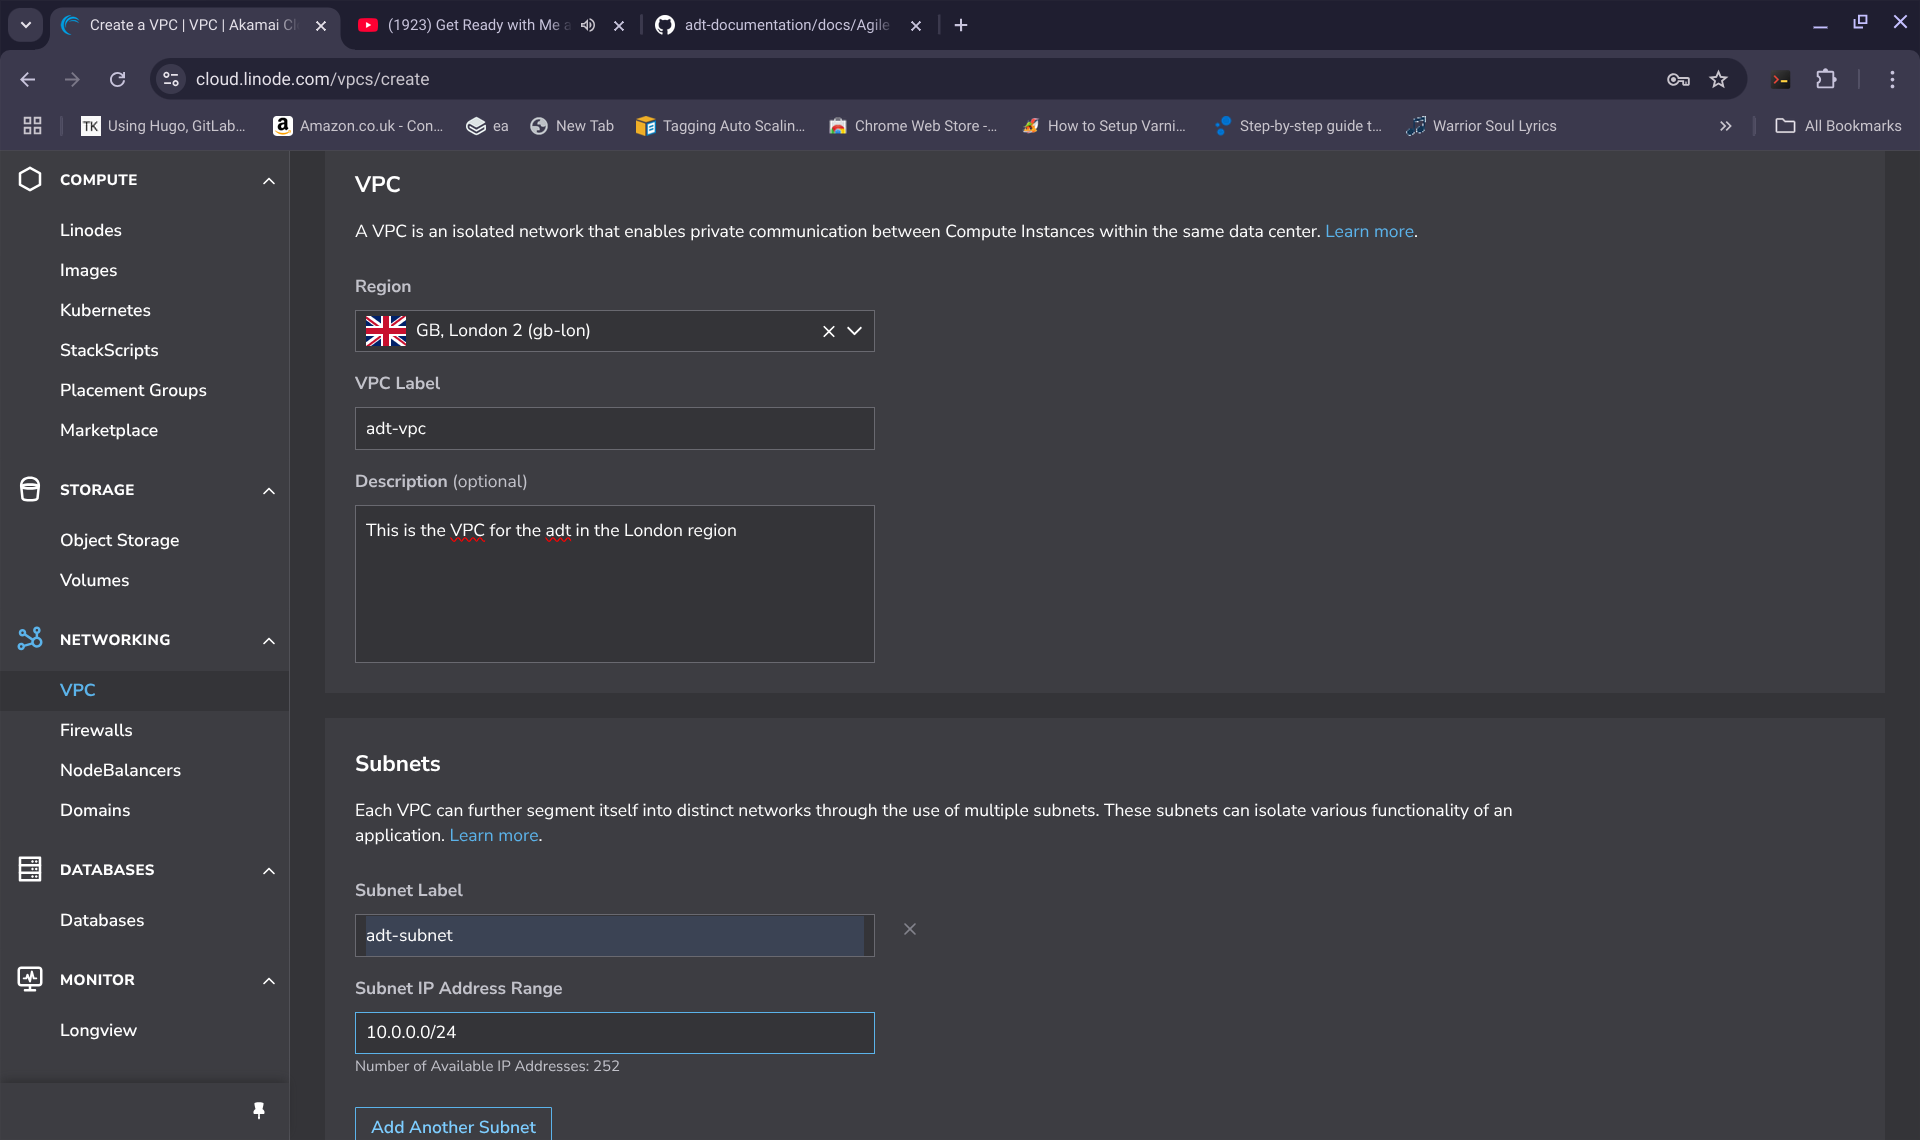 Create a VPC | VPC | Akamai Cl
(1923) Get Ready with Me a
adt-documentation/docs/Agile
cloud.linode.com/vpcs/create
TK Using Hugo, GitLab...
a Amazon.co.uk - Con...
ea
New Tab
Tagging Auto Scalin...
Chrome Web Store -...
How to Setup Varni...
Step-by-step guide t...
Warrior Soul Lyrics
All Bookmarks
COMPUTE
Linodes
Images
Kubernetes
StackScripts
Placement Groups
Marketplace
STORAGE
Object Storage
Volumes
NETWORKING
VPC
Firewalls
NodeBalancers
Domains
DATABASES
Databases
MONITOR
Longview
VPC
A VPC is an isolated network that enables private communication between Compute Instances within the same data center. Learn more.
Region
GB, London 2 (gb-lon)
VPC Label
adt-vpc
Description (optional)
This is the VPC for the adt in the London region
Subnets
Each VPC can further segment itself into distinct networks through the use of multiple subnets. These subnets can isolate various functionality of an
application. Learn more.
Subnet Label
adt-subnet
Subnet IP Address Range
10.0.0.0/24
Number of Available IP Addresses: 252
Add Another Subnet